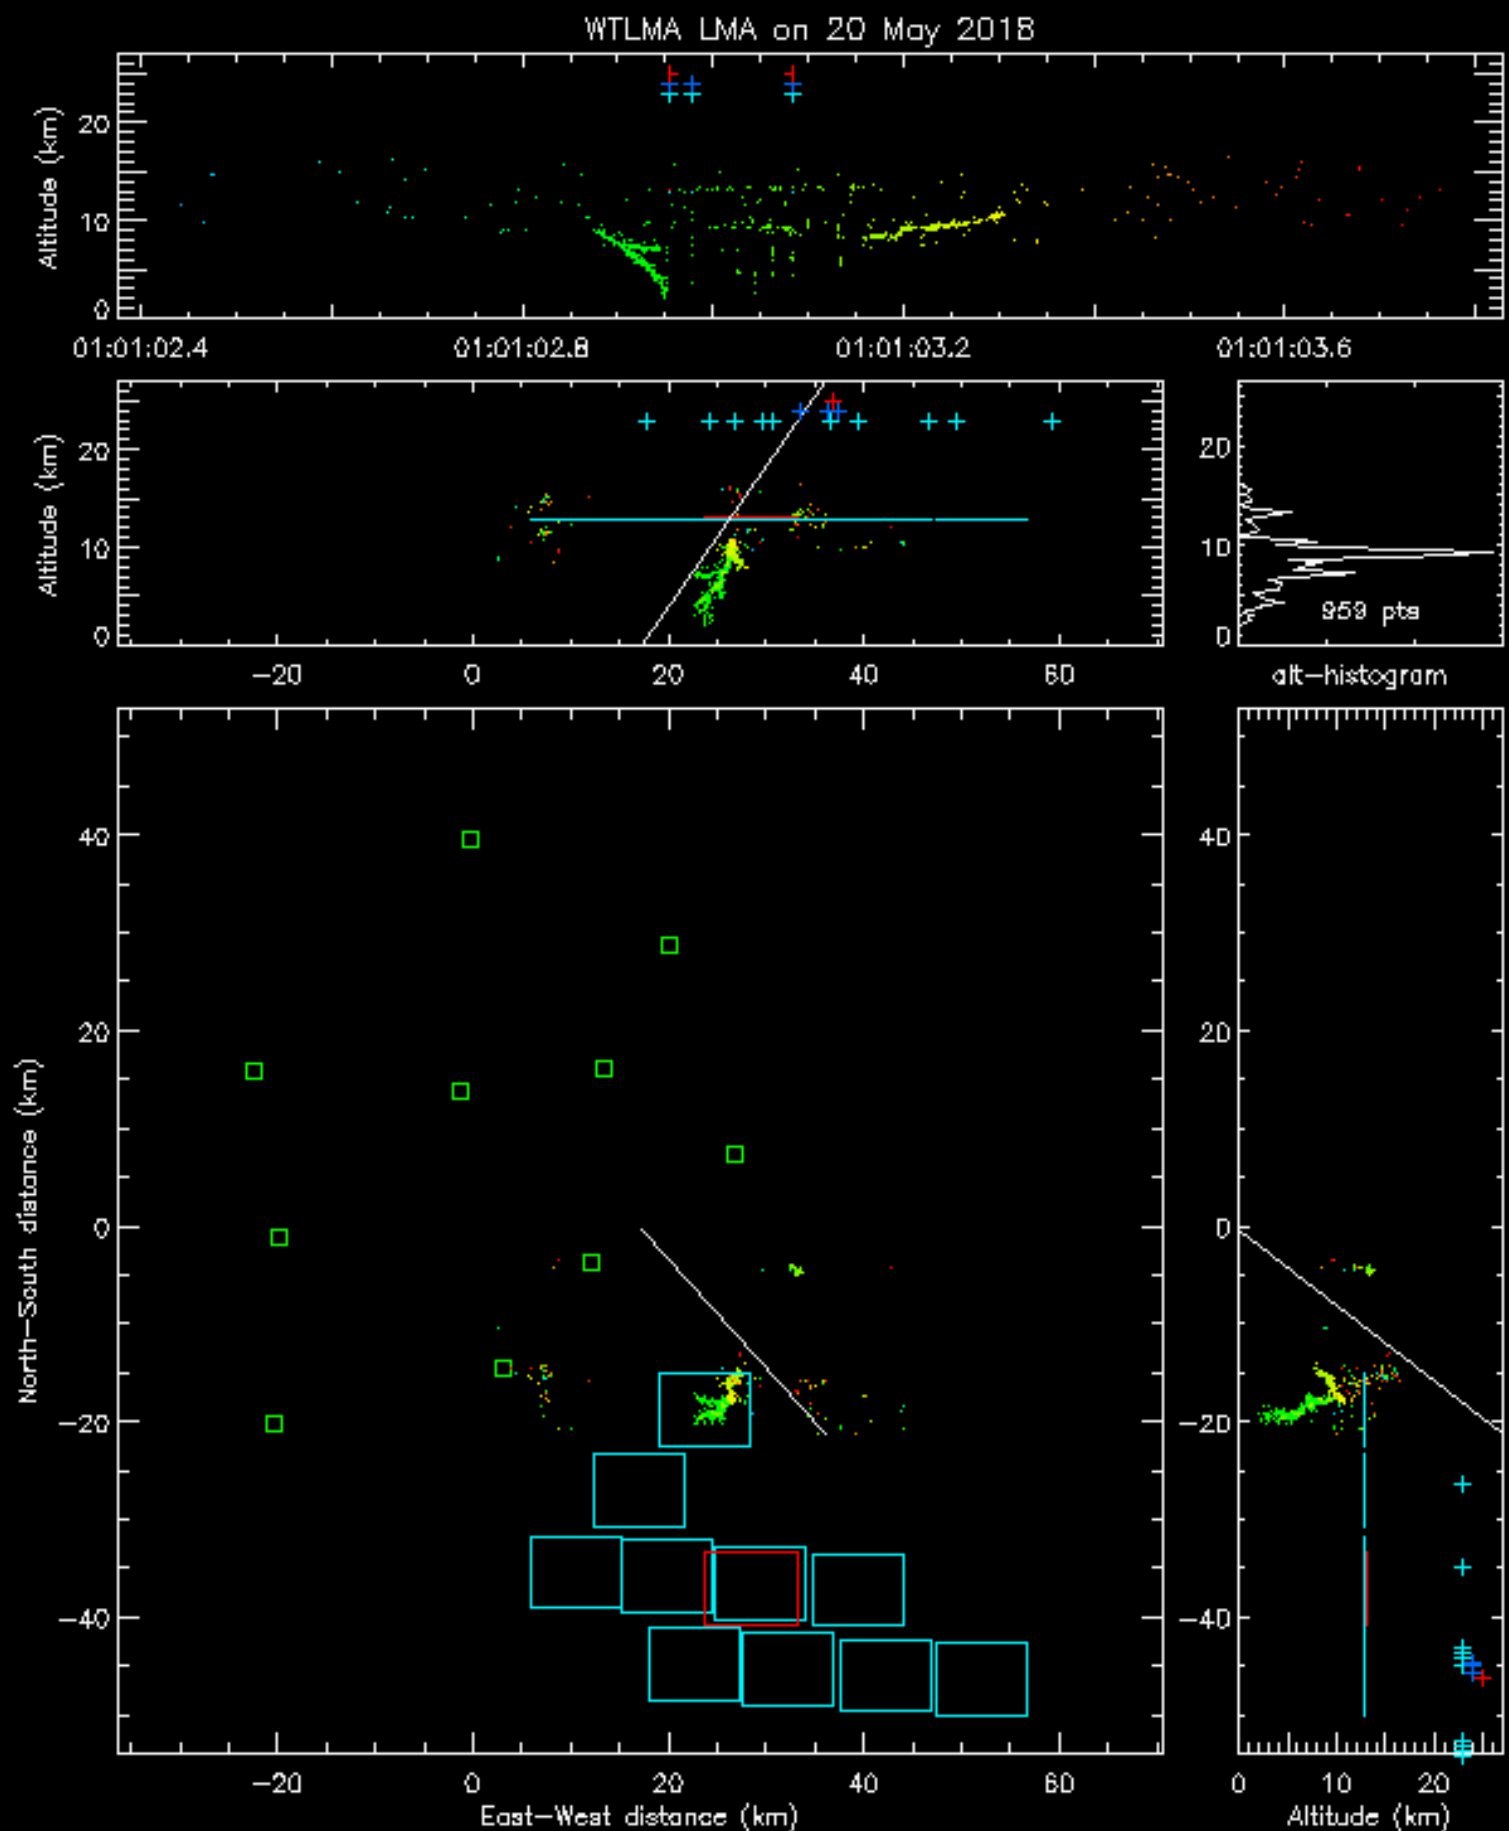 WTLMA LMA on 20 May 2018
Altitude (km)
20
10
0
01:01:02.4 01:01:02.8 01:01:03.2 01:01:03.6
Altitude (km)
20
10
0
-20 0 20 40 60
20
10
0
959 pts
alt-histogram
North-South distance (km)
40
20
0
-20
-40
-20 0 20 40 60
East-West distance (km)
40
20
0
-20
-40
0 10 20
Altitude (km)